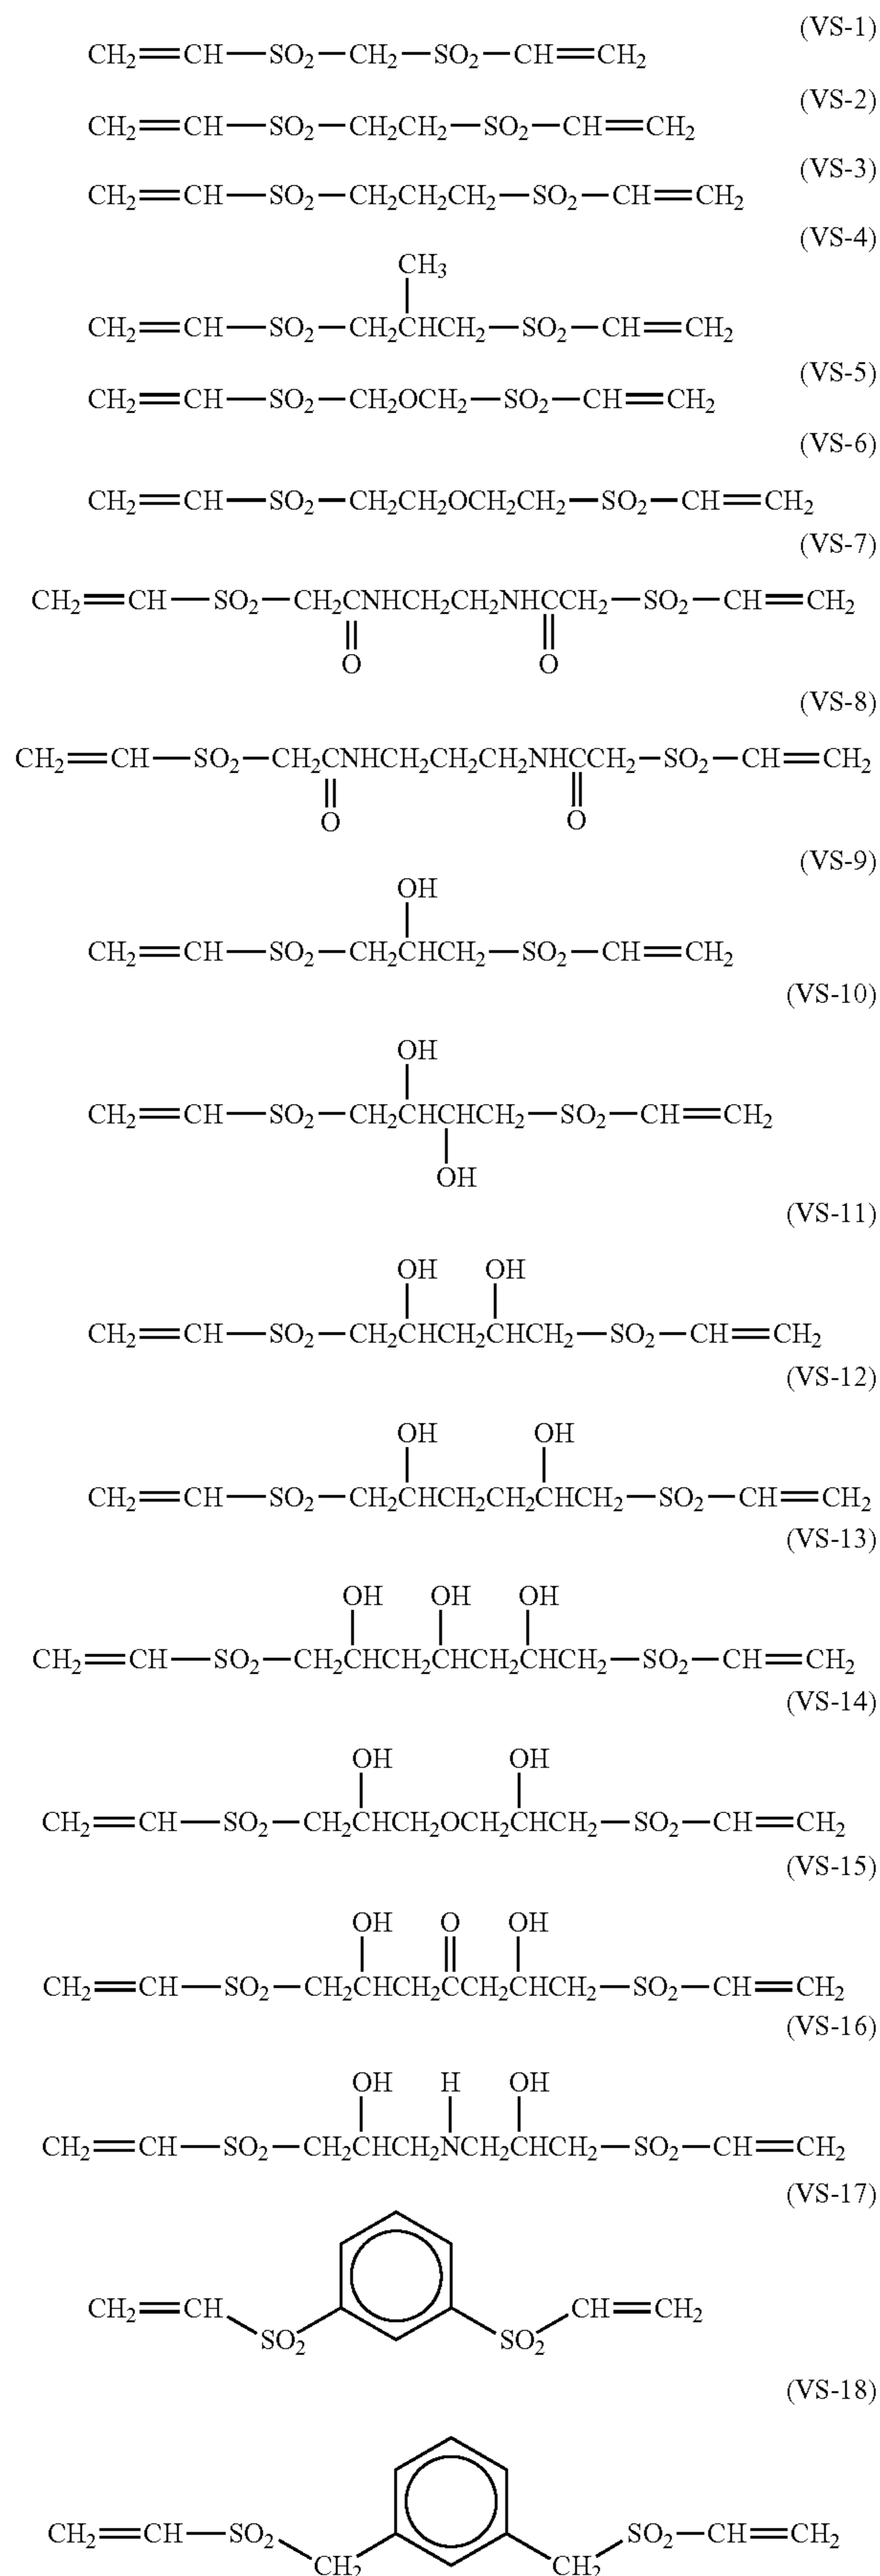 (VS-1)
CH₂=CH—SO₂—CH₂—SO₂—CH=CH₂
(VS-2)
CH₂=CH—SO₂—CH₂CH₂—SO₂—CH=CH₂
(VS-3)
CH₂=CH—SO₂—CH₂CH₂CH₂—SO₂—CH=CH₂
(VS-4)
CH₃
CH₂=CH—SO₂—CH₂CHCH₂—SO₂—CH=CH₂
(VS-5)
CH₂=CH—SO₂—CH₂OCH₂—SO₂—CH=CH₂
(VS-6)
CH₂=CH—SO₂—CH₂CH₂OCH₂CH₂—SO₂—CH=CH₂
(VS-7)
CH₂=CH—SO₂—CH₂CNHCH₂CH₂NHCCH₂—SO₂—CH=CH₂
O O
(VS-8)
CH₂=CH—SO₂—CH₂CNHCH₂CH₂CH₂NHCCH₂—SO₂—CH=CH₂
O O
(VS-9)
OH
CH₂=CH—SO₂—CH₂CHCH₂—SO₂—CH=CH₂
(VS-10)
OH
CH₂=CH—SO₂—CH₂CHCHCH₂—SO₂—CH=CH₂
OH
(VS-11)
OH OH
CH₂=CH—SO₂—CH₂CHCH₂CHCH₂—SO₂—CH=CH₂
(VS-12)
OH OH
CH₂=CH—SO₂—CH₂CHCH₂CH₂CHCH₂—SO₂—CH=CH₂
(VS-13)
OH OH OH
CH₂=CH—SO₂—CH₂CHCH₂CHCH₂CHCH₂—SO₂—CH=CH₂
(VS-14)
OH OH
CH₂=CH—SO₂—CH₂CHCH₂OCH₂CHCH₂—SO₂—CH=CH₂
(VS-15)
OH O OH
CH₂=CH—SO₂—CH₂CHCH₂CCH₂CHCH₂—SO₂—CH=CH₂
(VS-16)
OH H OH
CH₂=CH—SO₂—CH₂CHCH₂NCH₂CHCH₂—SO₂—CH=CH₂
(VS-17)
CH₂=CH CH=CH₂
SO₂ SO₂
(VS-18)
CH₂=CH—SO₂ SO₂—CH=CH₂
CH₂ CH₂